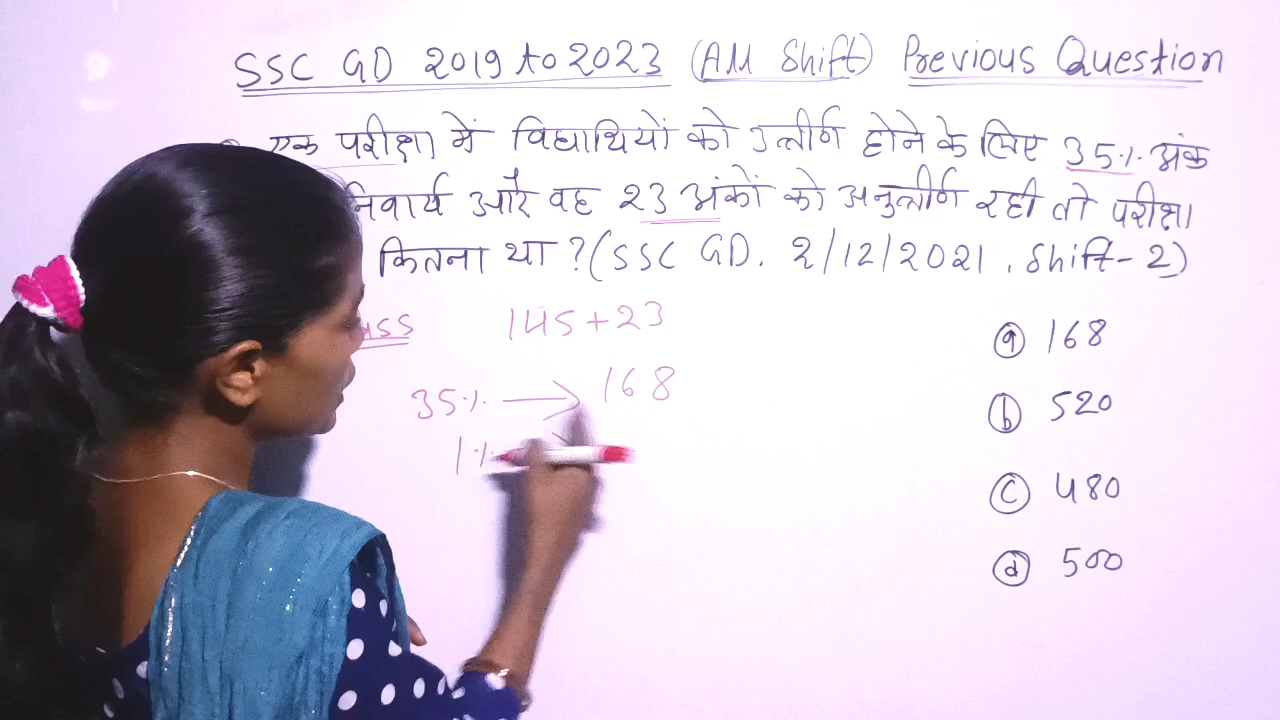 SSC GD 2019 to 2023 (AM Shift) Previous Question
एक परीक्षा में विद्यार्थियों को उत्तीर्ण होने के लिए 35% अंक
और वह 23 अंकों को अनुत्तीर्ण रही तो परीक्षा
कितना था ? (SSC GD. 2/12/2021. Shift-2)
145+23
35% → 168
1%
(a) 168
(b) 520
(c) 480
(d) 500